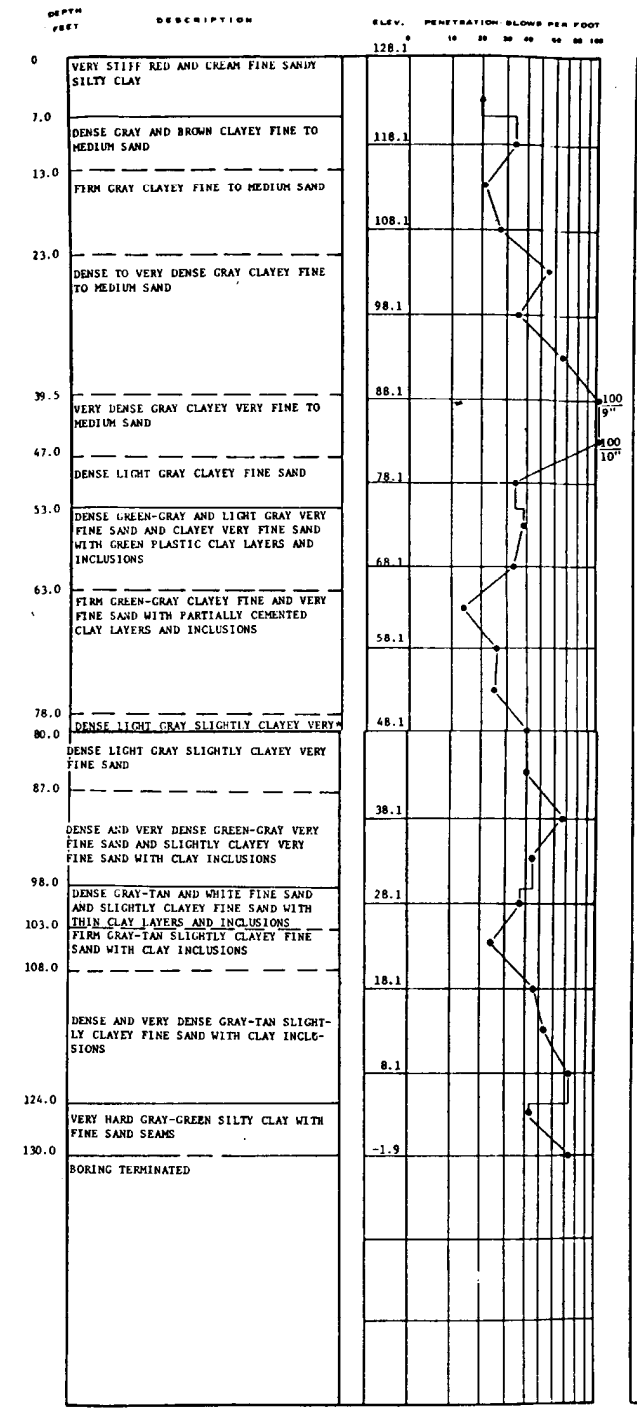 DEPTH FEET
DESCRIPTION
ELEV.
PENETRATION-BLOWS PER FOOT
0 10 20 30 40 60 80 100
128.1
0
VERY STIFF RED AND CREAM FINE SANDY
SILTY CLAY
7.0
DENSE GRAY AND BROWN CLAYEY FINE TO
MEDIUM SAND
118.1
13.0
FIRM GRAY CLAYEY FINE TO MEDIUM SAND
108.1
23.0
DENSE TO VERY DENSE GRAY CLAYEY FINE
TO MEDIUM SAND
98.1
39.5
88.1
100
9"
VERY DENSE GRAY CLAYEY VERY FINE TO
MEDIUM SAND
100
10"
47.0
DENSE LIGHT GRAY CLAYEY FINE SAND
78.1
53.0
DENSE GREEN-GRAY AND LIGHT GRAY VERY
FINE SAND AND CLAYEY VERY FINE SAND
WITH GREEN PLASTIC CLAY LAYERS AND
INCLUSIONS
68.1
63.0
FIRM GREEN-GRAY CLAYEY FINE AND VERY
FINE SAND WITH PARTIALLY CEMENTED
CLAY LAYERS AND INCLUSIONS
58.1
78.0
DENSE LIGHT GRAY SLIGHTLY CLAYEY VERY*
48.1
80.0
DENSE LIGHT GRAY SLIGHTLY CLAYEY VERY
FINE SAND
87.0
38.1
DENSE AND VERY DENSE GREEN-GRAY VERY
FINE SAND AND SLIGHTLY CLAYEY VERY
FINE SAND WITH CLAY INCLUSIONS
98.0
DENSE GRAY-TAN AND WHITE FINE SAND
AND SLIGHTLY CLAYEY FINE SAND WITH
THIN CLAY LAYERS AND INCLUSIONS
28.1
103.0
FIRM GRAY-TAN SLIGHTLY CLAYEY FINE
SAND WITH CLAY INCLUSIONS
108.0
18.1
DENSE AND VERY DENSE GRAY-TAN SLIGHT-
LY CLAYEY FINE SAND WITH CLAY INCLU-
SIONS
8.1
124.0
VERY HARD GRAY-GREEN SILTY CLAY WITH
FINE SAND SEAMS
130.0
-1.9
BORING TERMINATED